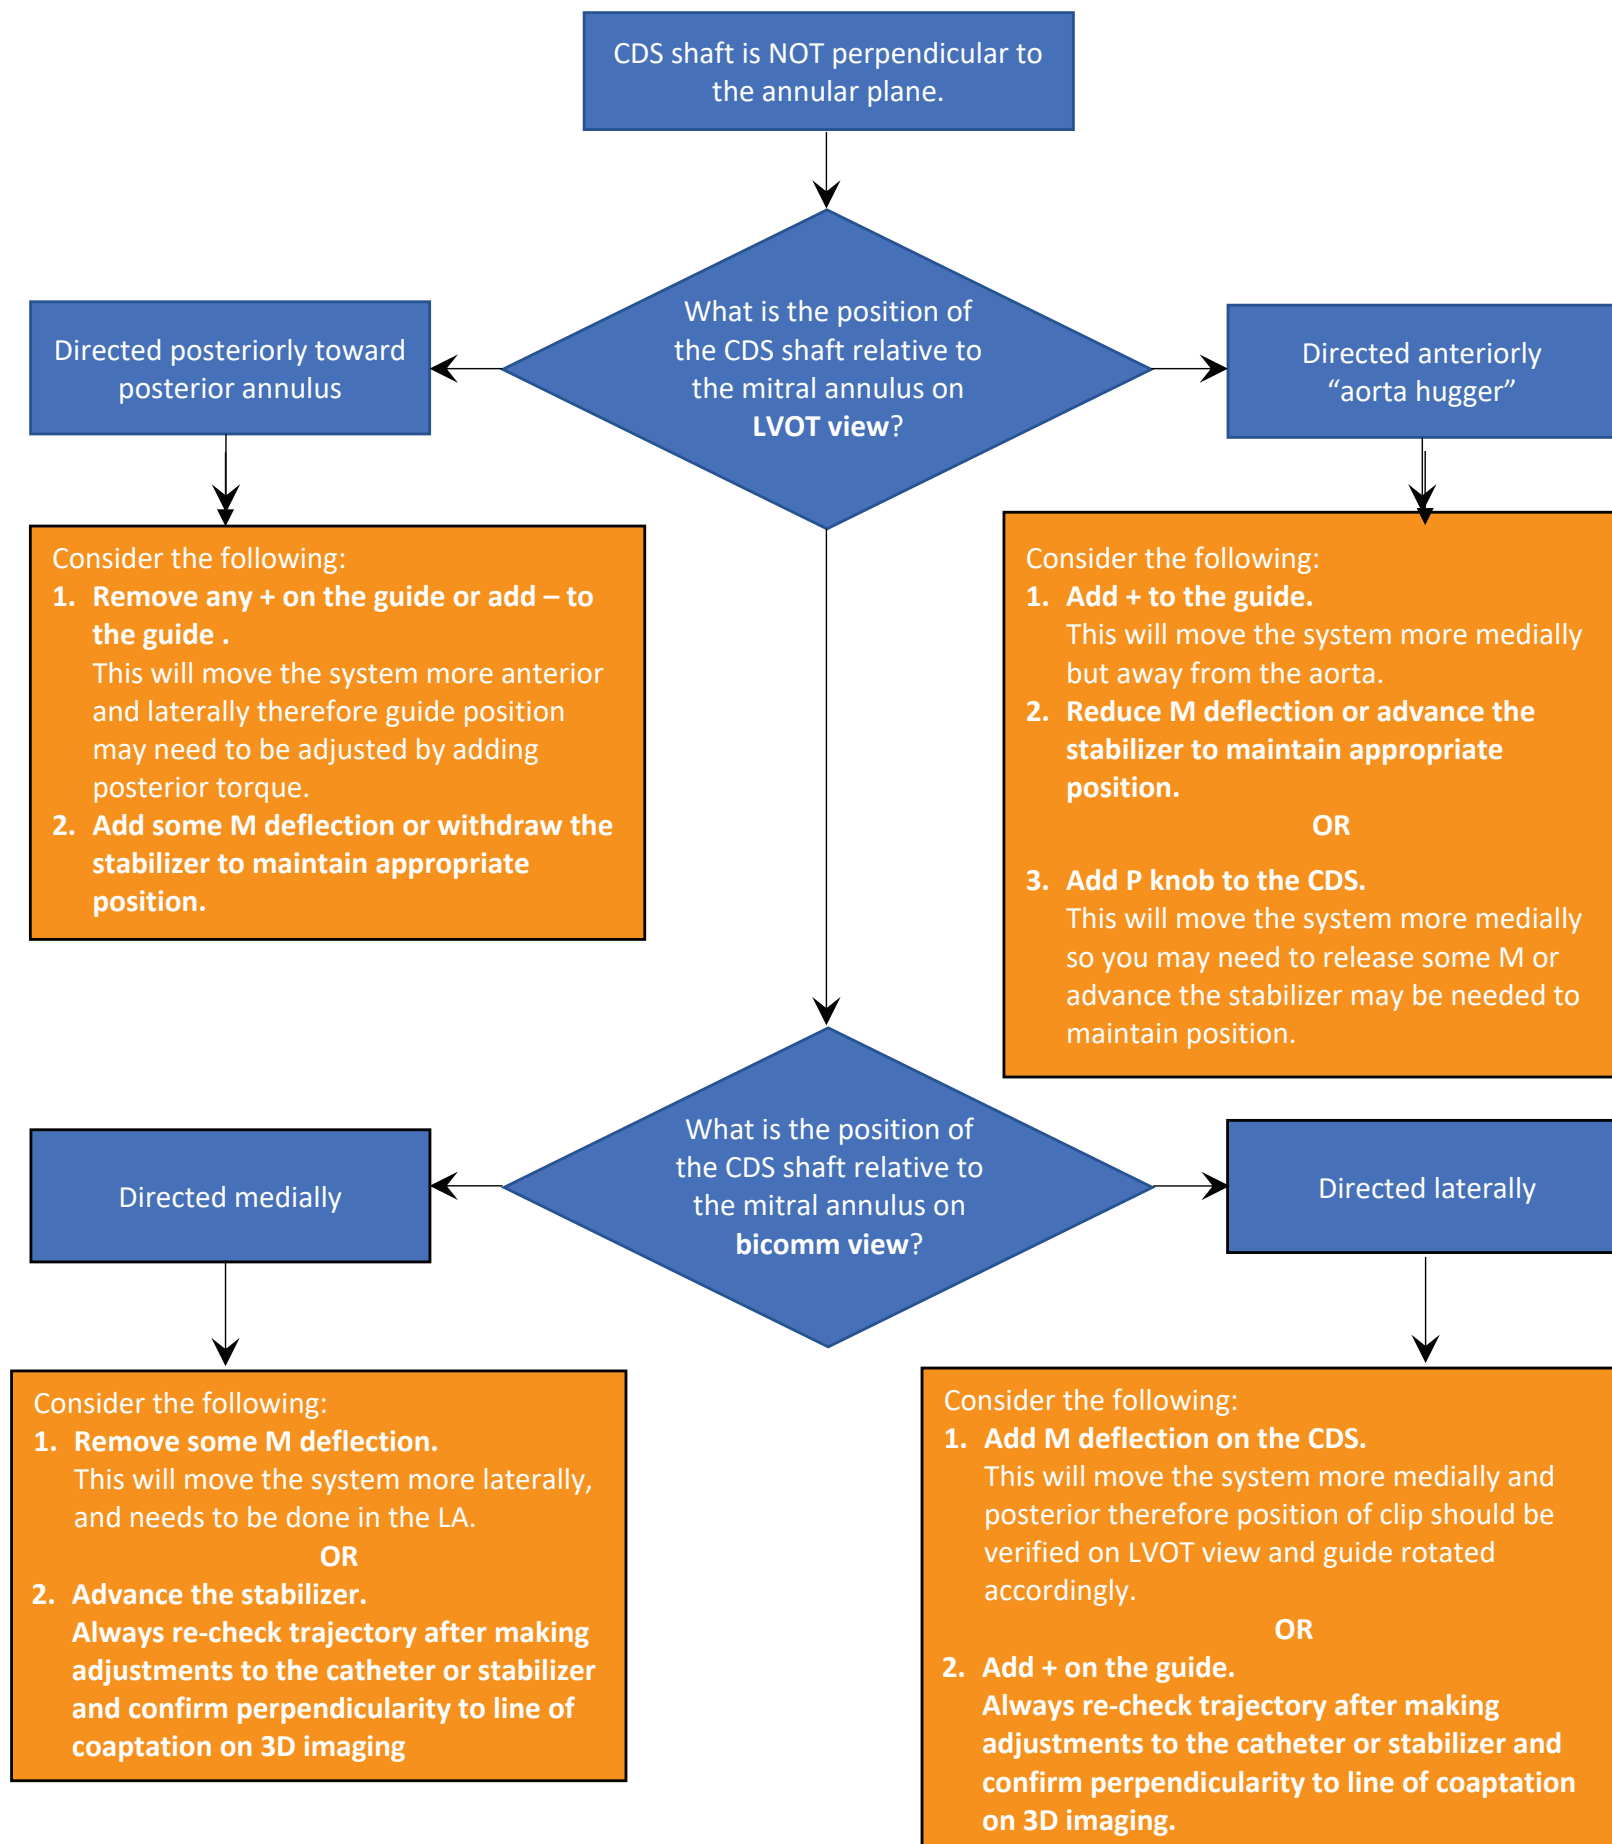 CDS shaft is NOT perpendicular to
the annular plane.
What is the position of
the CDS shaft relative to
the mitral annulus on
LVOT view?
Directed posteriorly toward
posterior annulus
Directed anteriorly
“aorta hugger”
Consider the following:
1. Remove any + on the guide or add – to
the guide .
This will move the system more anterior
and laterally therefore guide position
may need to be adjusted by adding
posterior torque.
2. Add some M deflection or withdraw the
stabilizer to maintain appropriate
position.
Consider the following:
1. Add + to the guide.
This will move the system more medially
but away from the aorta.
2. Reduce M deflection or advance the
stabilizer to maintain appropriate
position.
OR
3. Add P knob to the CDS.
This will move the system more medially
so you may need to release some M or
advance the stabilizer may be needed to
maintain position.
What is the position of
the CDS shaft relative to
the mitral annulus on
bicomm view?
Directed medially
Directed laterally
Consider the following:
1. Remove some M deflection.
This will move the system more laterally,
and needs to be done in the LA.
OR
2. Advance the stabilizer.
Always re-check trajectory after making
adjustments to the catheter or stabilizer
and confirm perpendicularity to line of
coaptation on 3D imaging
Consider the following:
1. Add M deflection on the CDS.
This will move the system more medially and
posterior therefore position of clip should be
verified on LVOT view and guide rotated
accordingly.
OR
2. Add + on the guide.
Always re-check trajectory after making
adjustments to the catheter or stabilizer and
confirm perpendicularity to line of coaptation
on 3D imaging.